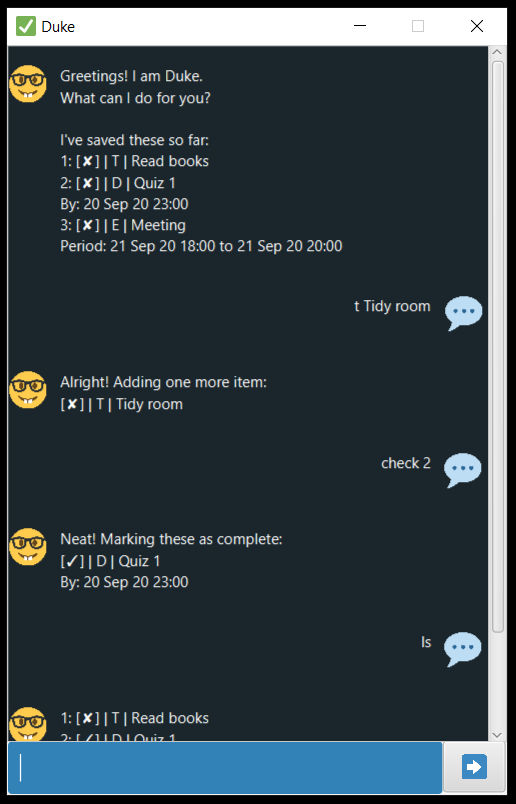 Duke
Greetings! I am Duke.
What can I do for you?
I've saved these so far:
1: [✘] | T | Read books
2: [✘] | D | Quiz 1
By: 20 Sep 20 23:00
3: [✘] | E | Meeting
Period: 21 Sep 20 18:00 to 21 Sep 20 20:00
t Tidy room
Alright! Adding one more item:
[✘] | T | Tidy room
check 2
Neat! Marking these as complete:
[✓] | D | Quiz 1
By: 20 Sep 20 23:00
ls
1: [✘] | T | Read books
2: [✓] | D | Quiz 1